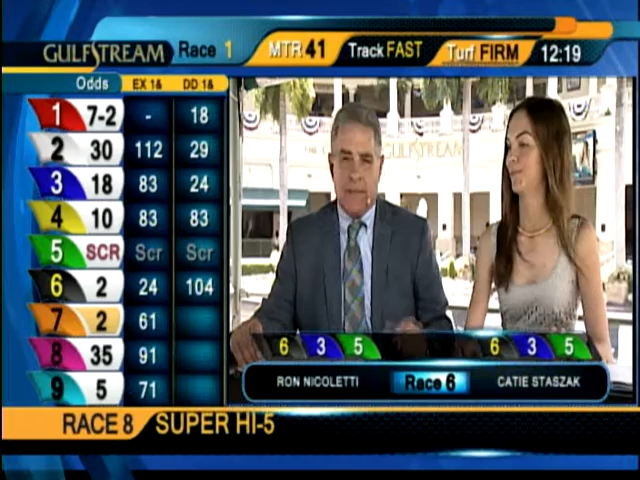 GULFSTREAM Race 1 MTR 41 Track FAST Turf FIRM 12:19
Odds EX 1& DD 1&
1 7-2 - 18
2 30 112 29
3 18 83 24
4 10 83 83
5 SCR Scr Scr
6 2 24 104
7 2 61
8 35 91
9 5 71
GULFSTREAM
6 3 5 6 3 5
RON NICOLETTI Race 6 CATIE STASZAK
RACE 8 SUPER HI-5